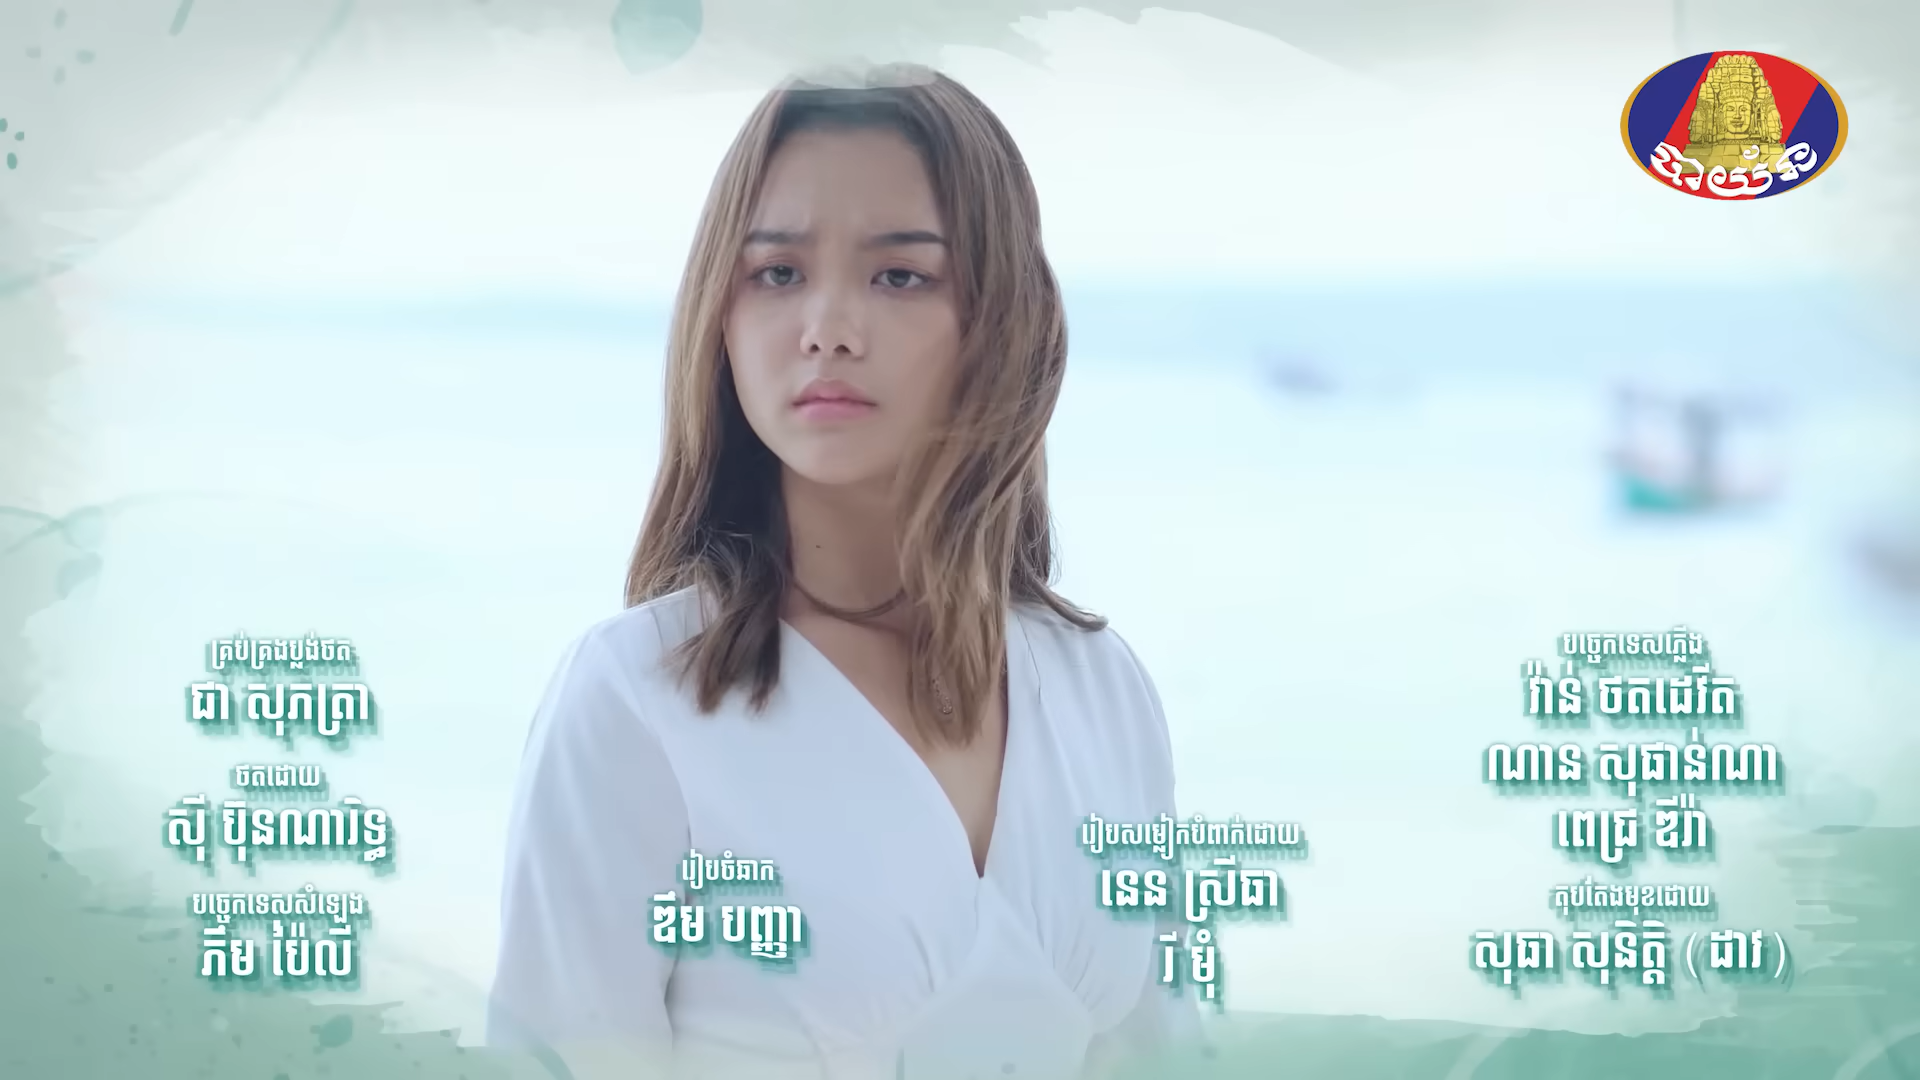 បាយ័ន
គ្រប់គ្រងប្លង់ថត
ជា សុភត្រា
ថតដោយ
ស៊ី ប៊ុនណារិទ្ធ
បច្ចេកទេសសំឡេង
ភីម ប៉ៃលី
រៀបចំឆាក
ឌឹម បញ្ញា
រៀបសម្លៀកបំពាក់ដោយ
នេន ស្រីធា
រី មុំ
បច្ចេកទេសភ្លើង
វ៉ាន់ ថតដេវីត
ណាន សុផាន់ណា
ពេជ្រ ឌីរ៉ា
តុបតែងមុខដោយ
សុធា សុនិត្តិ (ដាវ)